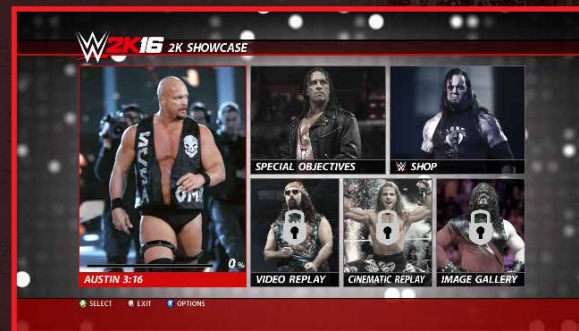 W 2K16 2K SHOWCASE
SPECIAL OBJECTIVES
W SHOP
0 %
AUSTIN 3:16
VIDEO REPLAY
CINEMATIC REPLAY
IMAGE GALLERY
SELECT EXIT OPTIONS